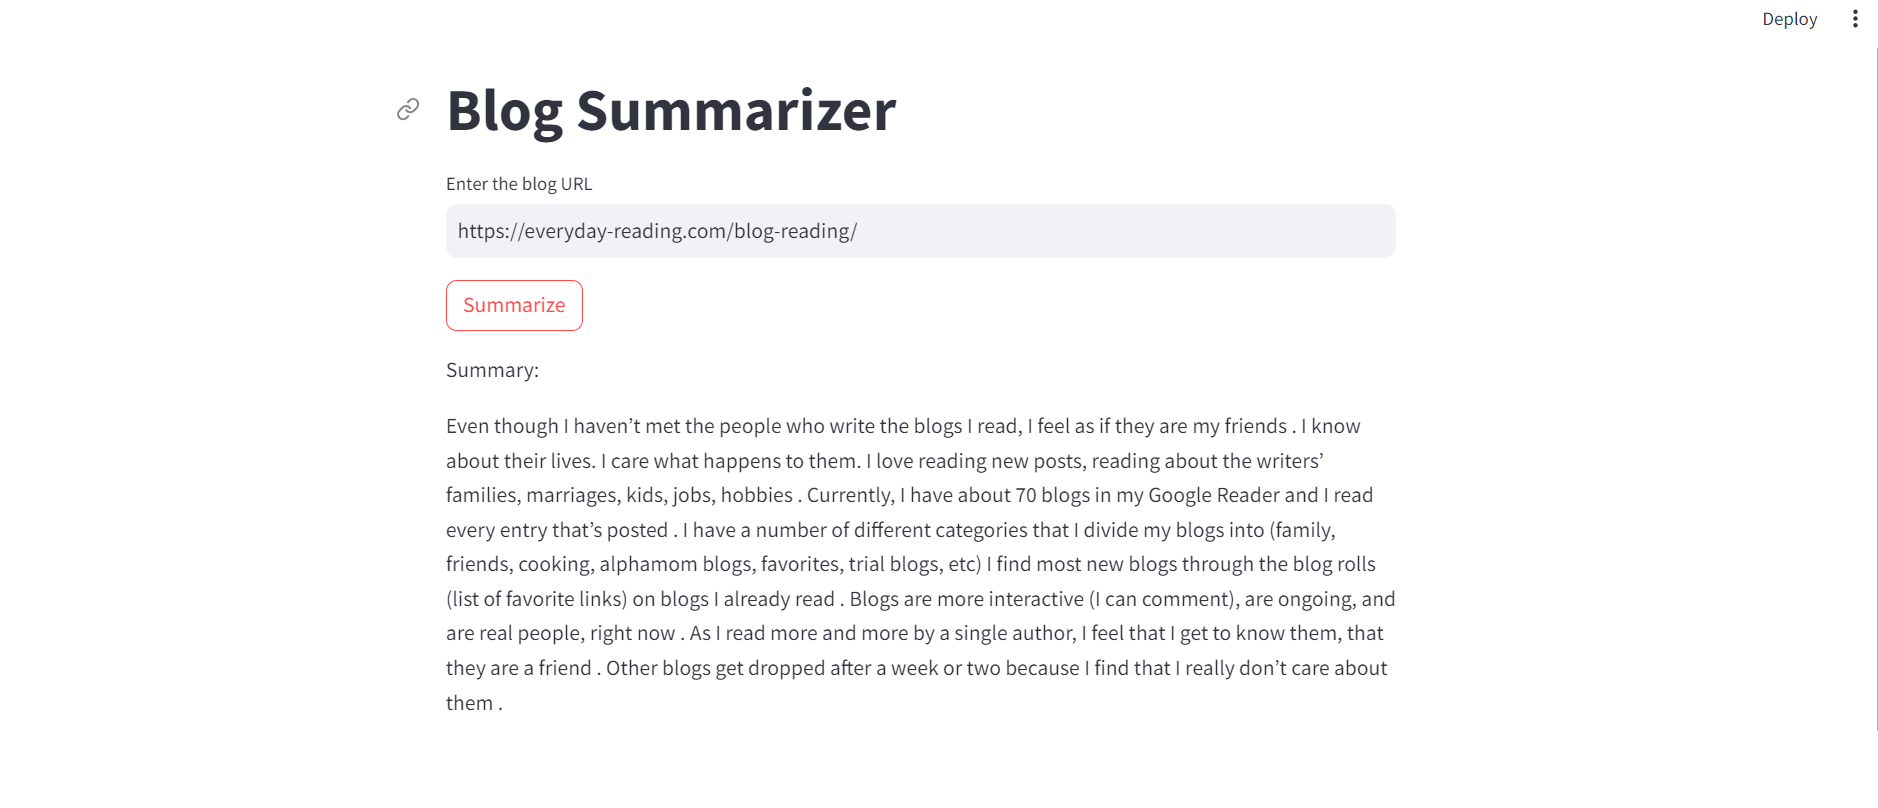 Deploy
Blog Summarizer
Enter the blog URL
https://everyday-reading.com/blog-reading/
Summarize
Summary:
Even though I haven’t met the people who write the blogs I read, I feel as if they are my friends . I know
about their lives. I care what happens to them. I love reading new posts, reading about the writers’
families, marriages, kids, jobs, hobbies . Currently, I have about 70 blogs in my Google Reader and I read
every entry that’s posted . I have a number of different categories that I divide my blogs into (family,
friends, cooking, alphamom blogs, favorites, trial blogs, etc) I find most new blogs through the blog rolls
(list of favorite links) on blogs I already read . Blogs are more interactive (I can comment), are ongoing, and
are real people, right now . As I read more and more by a single author, I feel that I get to know them, that
they are a friend . Other blogs get dropped after a week or two because I find that I really don’t care about
them .